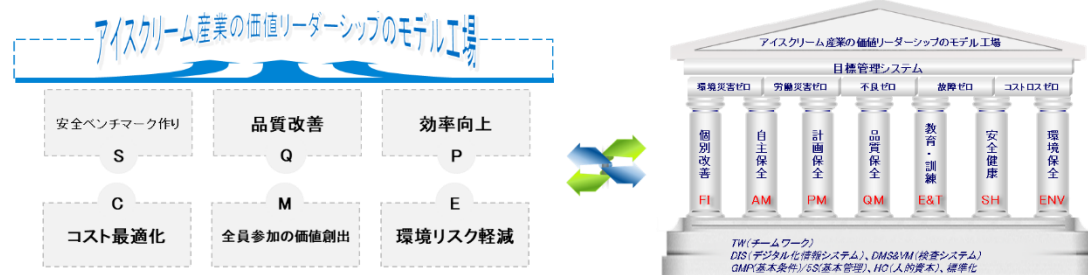 アイスクリーム産業の価値リーダーシップのモデル工場
安全ベンチマーク作り
S
品質改善
Q
効率向上
P
C
コスト最適化
M
全員参加の価値創出
E
環境リスク軽減
アイスクリーム産業の価値リーダーシップのモデル工場
目標管理システム
環境災害ゼロ
労働災害ゼロ
不良ゼロ
故障ゼロ
コストロスゼロ
個別改善
FI
自主保全
AM
計画保全
PM
品質保全
QM
教育・訓練
E&T
安全健康
SH
環境保全
ENV
TW(チームワーク)
DIS(デジタル化情報システム)、DMS&VM(検査システム)
GMP(基本条件)/5S(基本管理)、HC(人的資本)、標準化